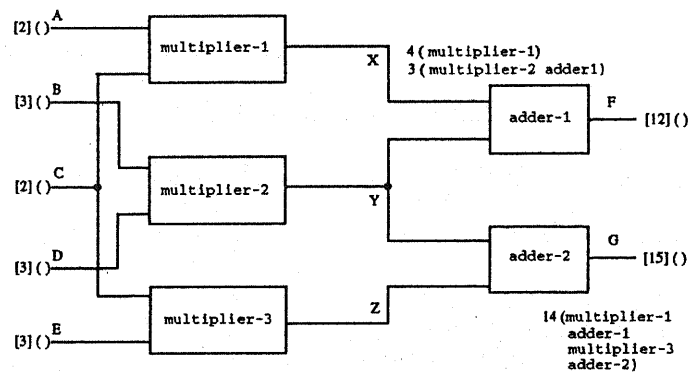 A
[2]()
multiplier-1
X
4(multiplier-1)
3(multiplier-2 adder1)
B
[3]()
adder-1
F
[12]()
C
[2]()
multiplier-2
Y
D
[3]()
adder-2
G
[15]()
multiplier-3
Z
E
[3]()
14(multiplier-1
adder-1
multiplier-3
adder-2)